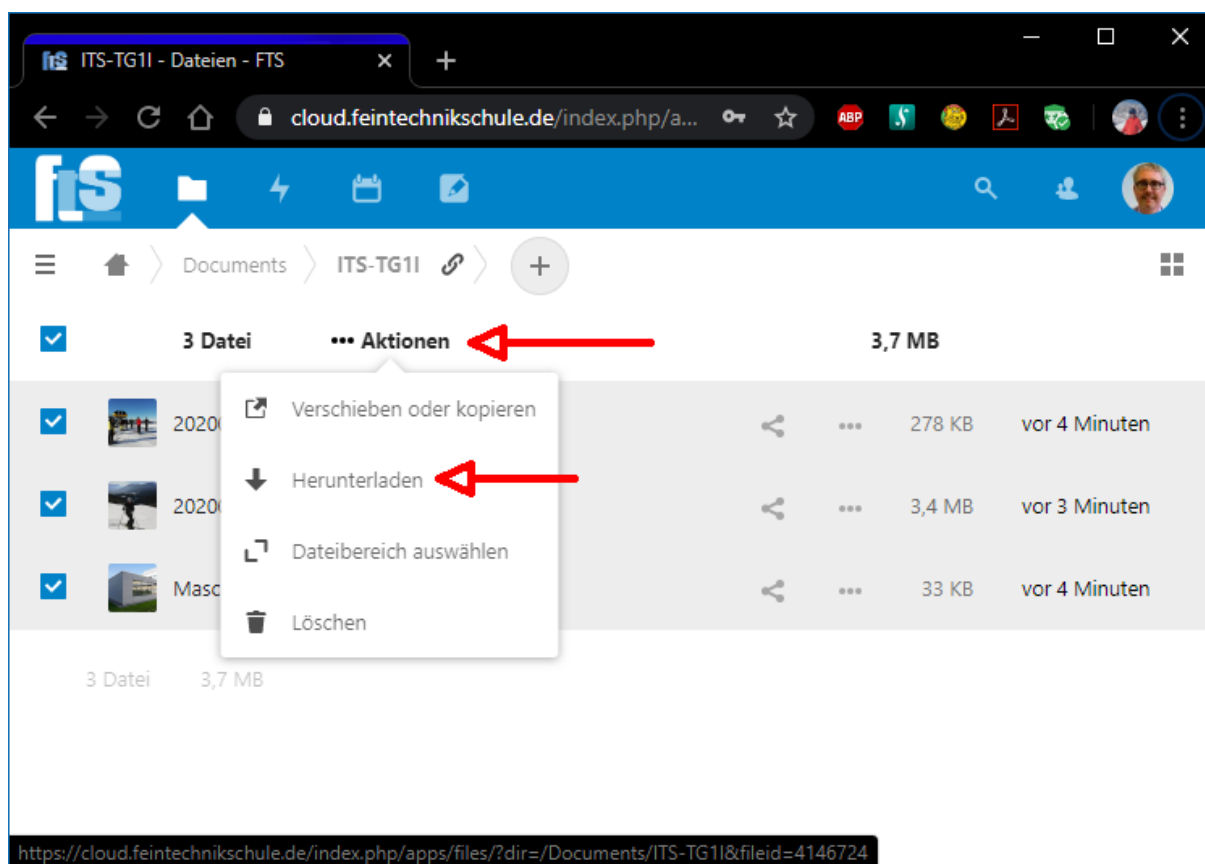 ITS-TG1I - Dateien - FTS
cloud.feintechnikschule.de/index.php/a...
ABP
fts
Documents
ITS-TG1I
3 Datei
Aktionen
3,7 MB
Verschieben oder kopieren
Herunterladen
Dateibereich auswählen
Löschen
2020
278 KB
vor 4 Minuten
2020
3,4 MB
vor 3 Minuten
Masc
33 KB
vor 4 Minuten
3 Datei
3,7 MB
https://cloud.feintechnikschule.de/index.php/apps/files/?dir=/Documents/ITS-TG1I&fileid=4146724